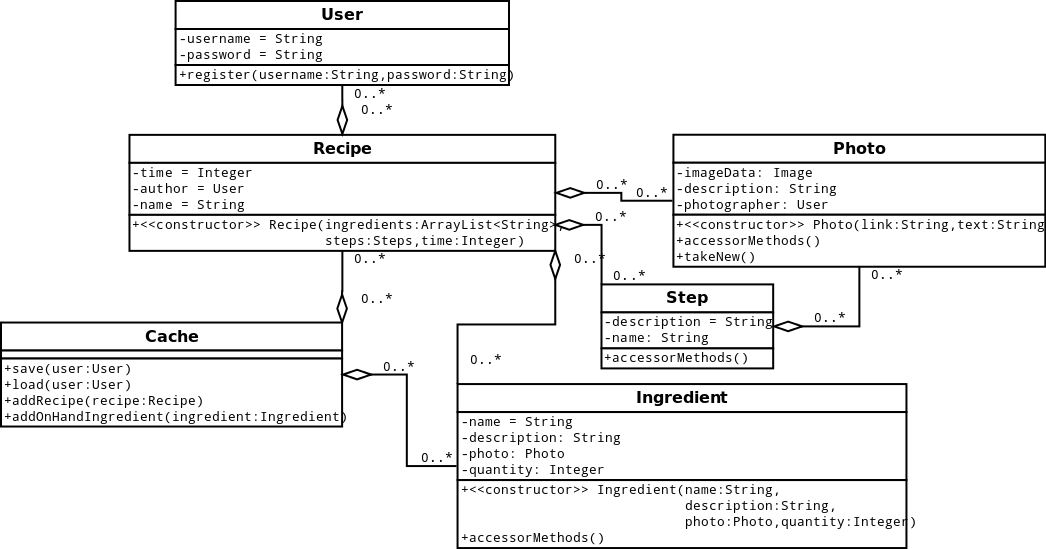 User
-username = String
-password = String
+register(username:String,password:String)
0..*
0..*
Recipe
-time = Integer
-author = User
-name = String
+<<constructor>> Recipe(ingredients:ArrayList<String>,
steps:Steps,time:Integer)
0..*
0..*
Photo
-imageData: Image
-description: String
-photographer: User
+<<constructor>> Photo(link:String,text:String
+accessorMethods()
+takeNew()
0..*
0..*
0..*
0..*
0..*
0..*
Step
-description = String
-name: String
+accessorMethods()
0..*
0..*
Cache
+save(user:User)
+load(user:User)
+addRecipe(recipe:Recipe)
+addOnHandIngredient(ingredient:Ingredient)
0..*
0..*
0..*
Ingredient
-name = String
-description: String
-photo: Photo
-quantity: Integer
+<<constructor>> Ingredient(name:String,
description:String,
photo:Photo,quantity:Integer)
+accessorMethods()